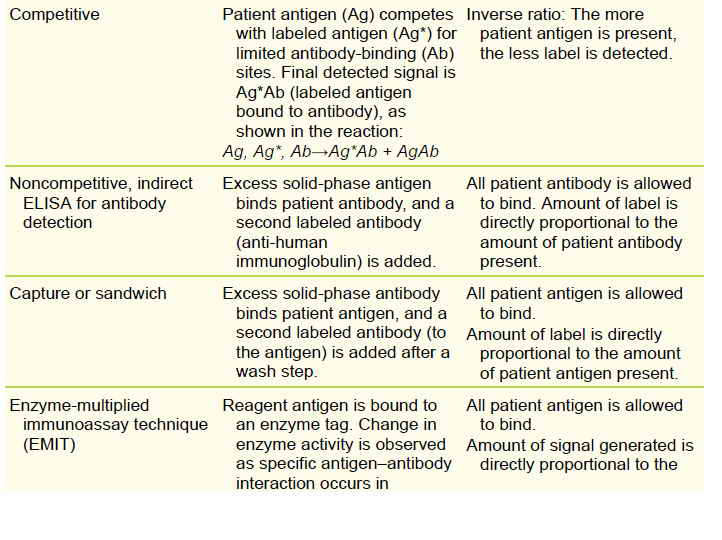 Competitive
Patient antigen (Ag) competes
with labeled antigen (Ag*) for
limited antibody-binding (Ab)
sites. Final detected signal is
Ag*Ab (labeled antigen
bound to antibody), as
shown in the reaction:
Ag, Ag*, Ab→Ag*Ab + AgAb
Inverse ratio: The more
patient antigen is present,
the less label is detected.
Noncompetitive, indirect
ELISA for antibody
detection
Excess solid-phase antigen
binds patient antibody, and a
second labeled antibody
(anti-human
immunoglobulin) is added.
All patient antibody is allowed
to bind. Amount of label is
directly proportional to the
amount of patient antibody
present.
Capture or sandwich
Excess solid-phase antibody
binds patient antigen, and a
second labeled antibody (to
the antigen) is added after a
wash step.
All patient antigen is allowed
to bind.
Amount of label is directly
proportional to the amount
of patient antigen present.
Enzyme-multiplied
immunoassay technique
(EMIT)
Reagent antigen is bound to
an enzyme tag. Change in
enzyme activity is observed
as specific antigen–antibody
interaction occurs in
All patient antigen is allowed
to bind.
Amount of signal generated is
directly proportional to the